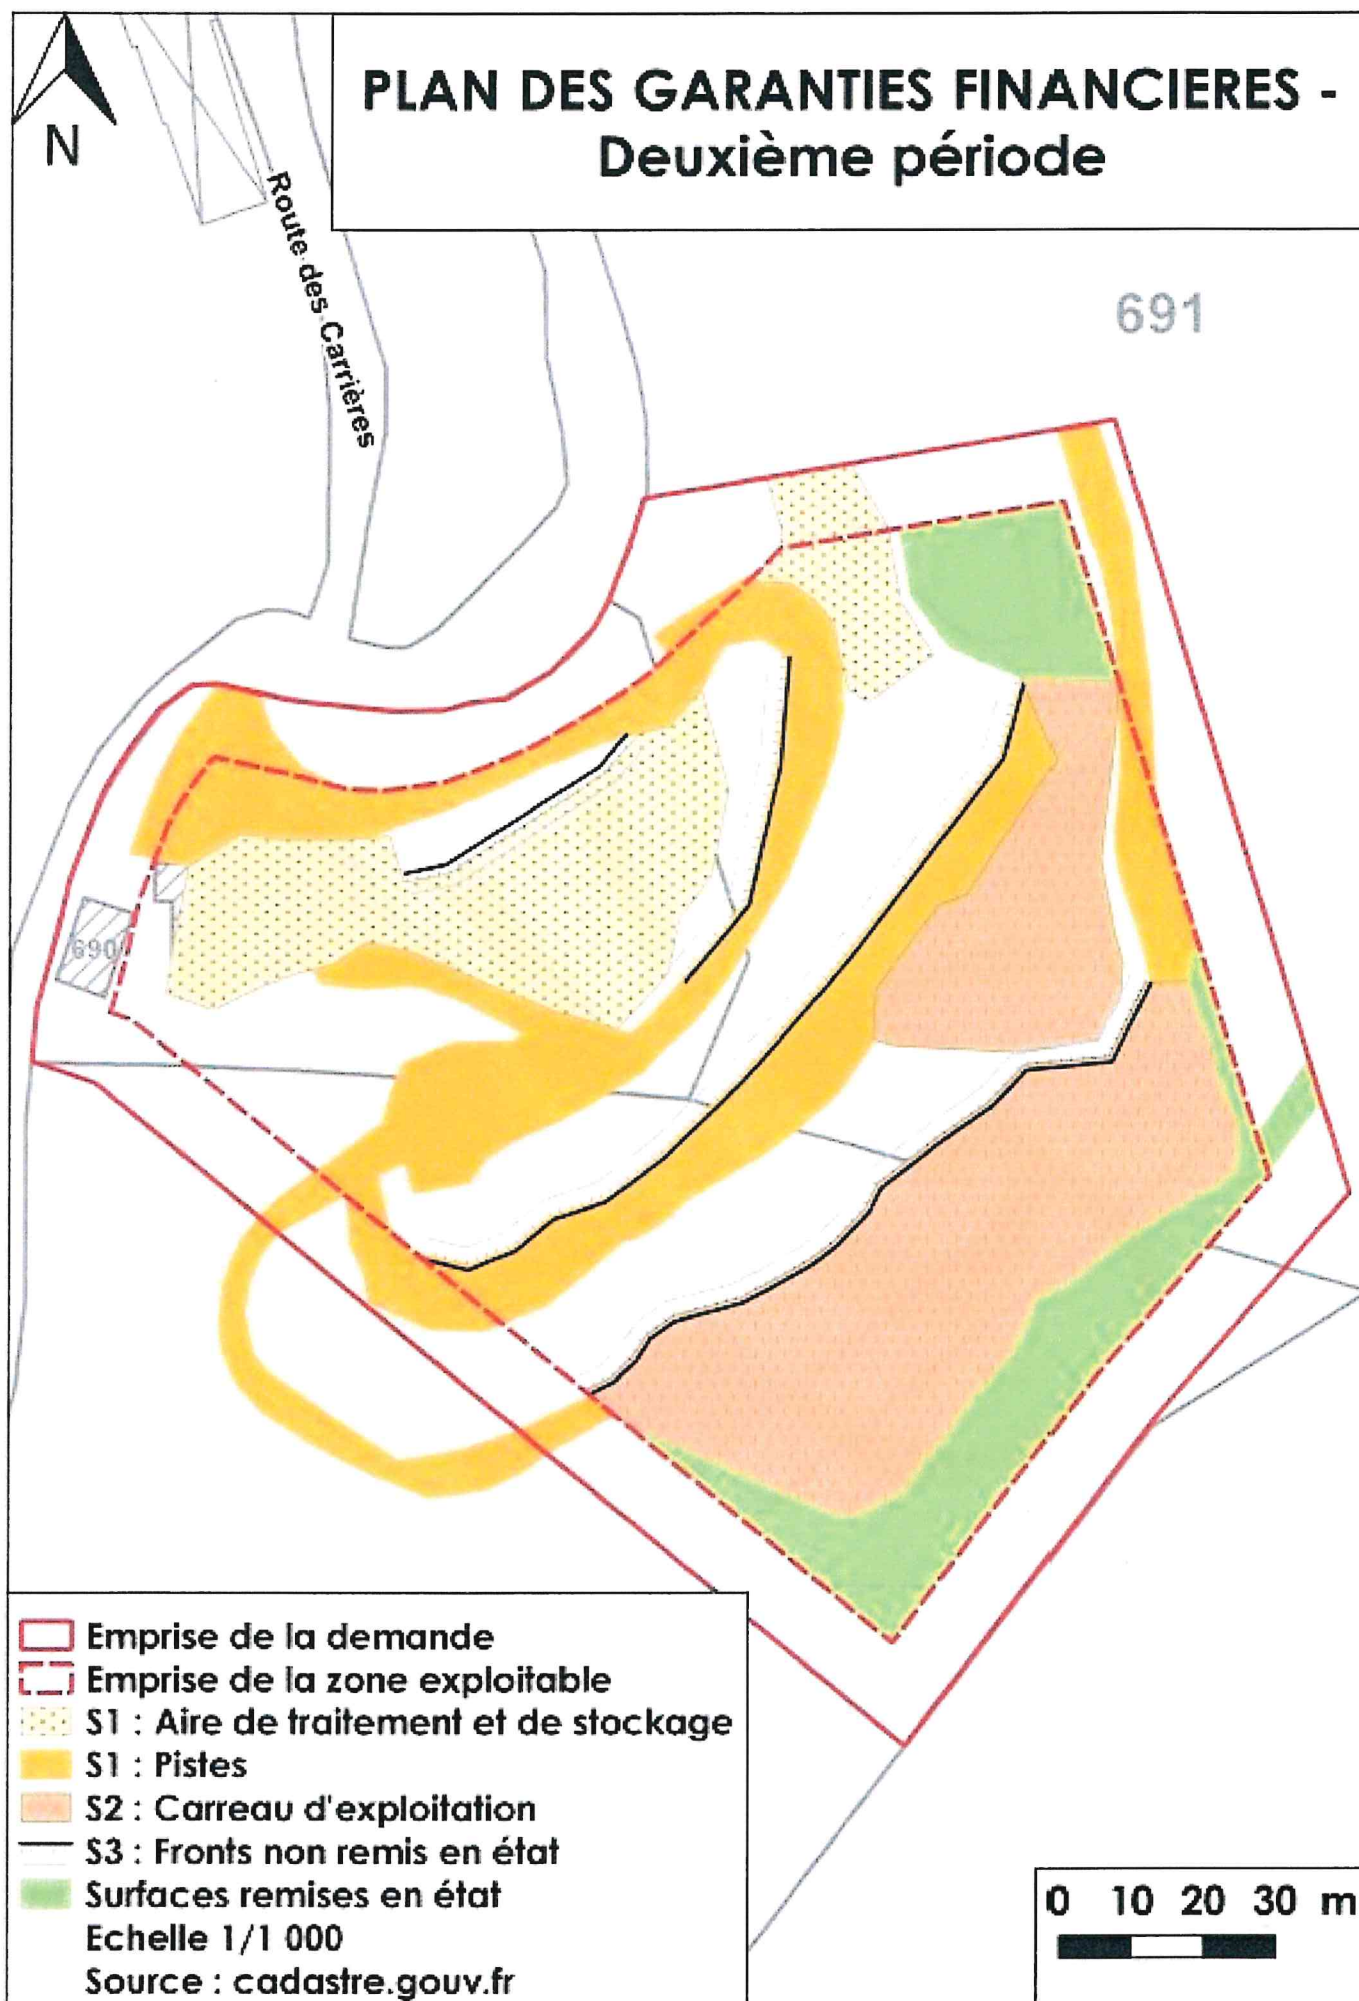 N
PLAN DES GARANTIES FINANCIERES -
Deuxième période
Route des Carrières
691
690
Emprise de la demande
Emprise de la zone exploitable
S1 : Aire de traitement et de stockage
S1 : Pistes
S2 : Carreau d'exploitation
S3 : Fronts non remis en état
Surfaces remises en état
Echelle 1/1 000
Source : cadastre.gouv.fr
0 10 20 30 m